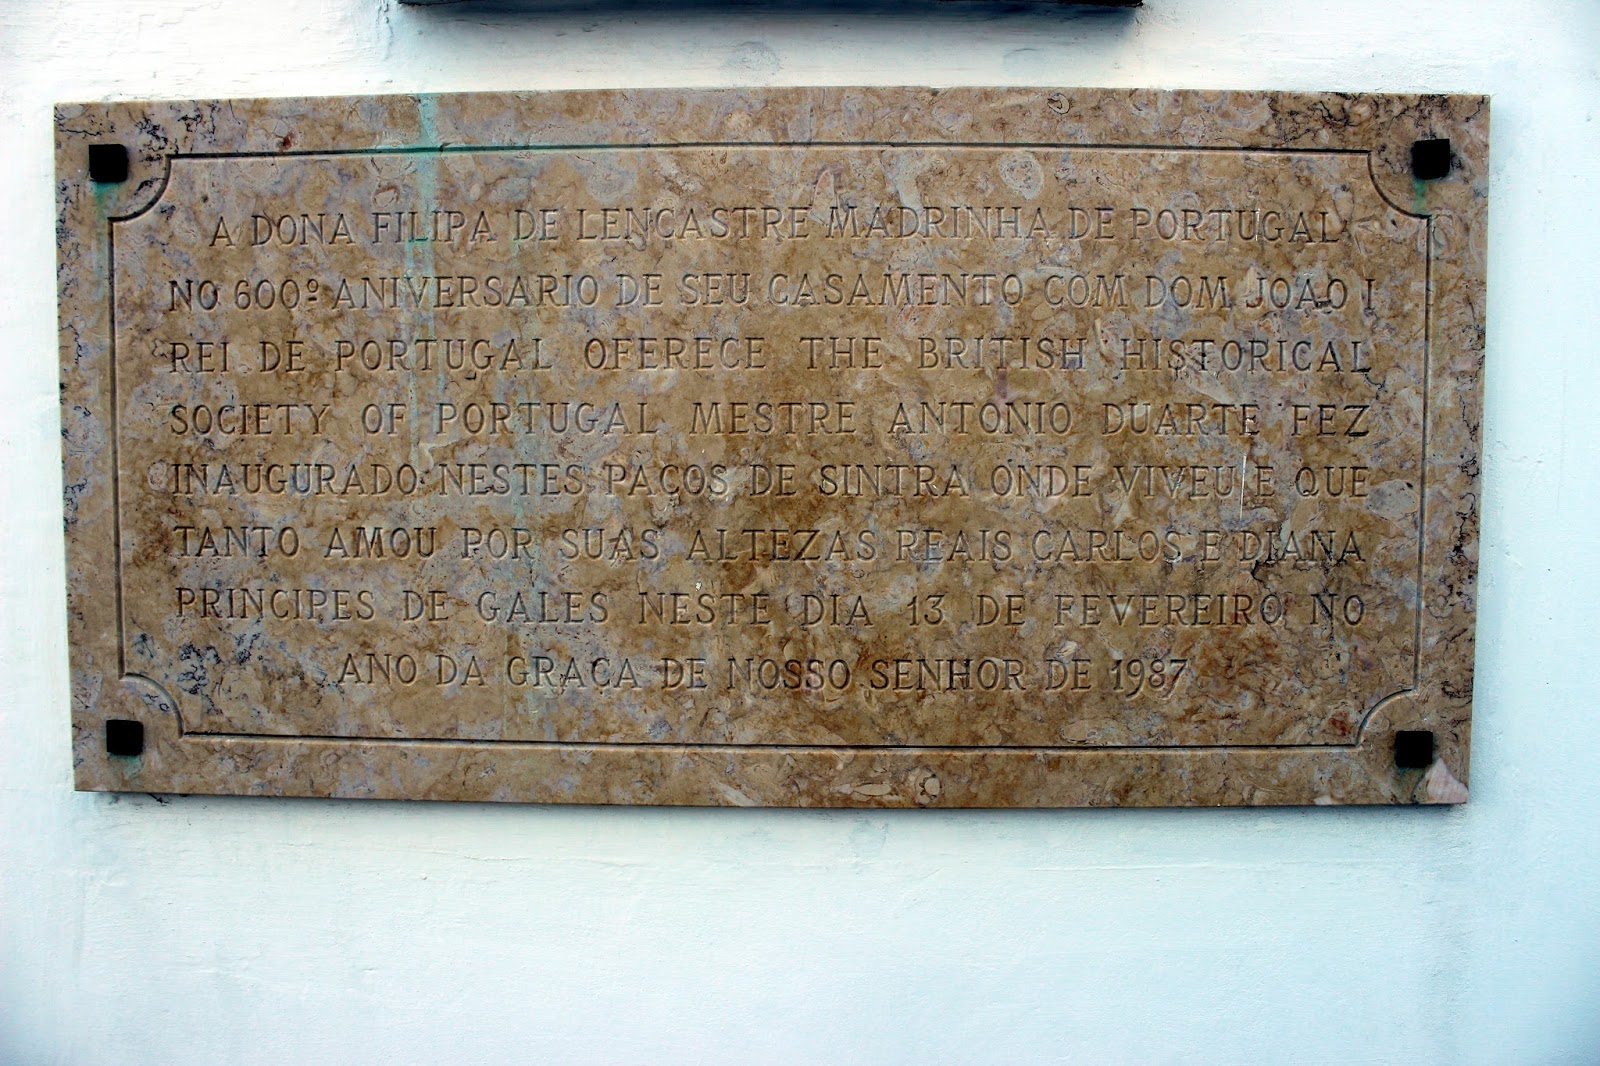 A DONA FILIPA DE LENCASTRE MADRINHA DE PORTUGAL
NO 600º ANIVERSARIO DE SEU CASAMENTO COM DOM JOÃO I
REI DE PORTUGAL OFERECE THE BRITISH HISTORICAL
SOCIETY OF PORTUGAL MESTRE ANTONIO DUARTE FEZ
INAUGURADO NESTES PAÇOS DE SINTRA ONDE VIVEU E QUE
TANTO AMOU POR SUAS ALTEZAS REAIS CARLOS E DIANA
PRINCIPES DE GALES NESTE DIA 13 DE FEVEREIRO NO
ANO DA GRAÇA DE NOSSO SENHOR DE 1987